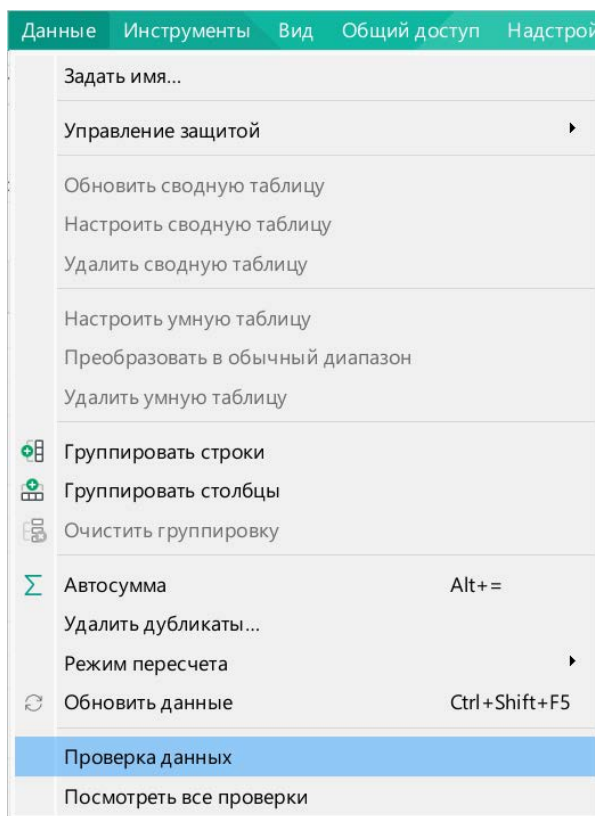 Данные Инструменты Вид Общий доступ Надстрой
Задать имя...
Управление защитой
Обновить сводную таблицу
Настроить сводную таблицу
Удалить сводную таблицу
Настроить умную таблицу
Преобразовать в обычный диапазон
Удалить умную таблицу
Группировать строки
Группировать столбцы
Очистить группировку
Автосумма Alt+=
Удалить дубликаты...
Режим пересчета
Обновить данные Ctrl+Shift+F5
Проверка данных
Посмотреть все проверки